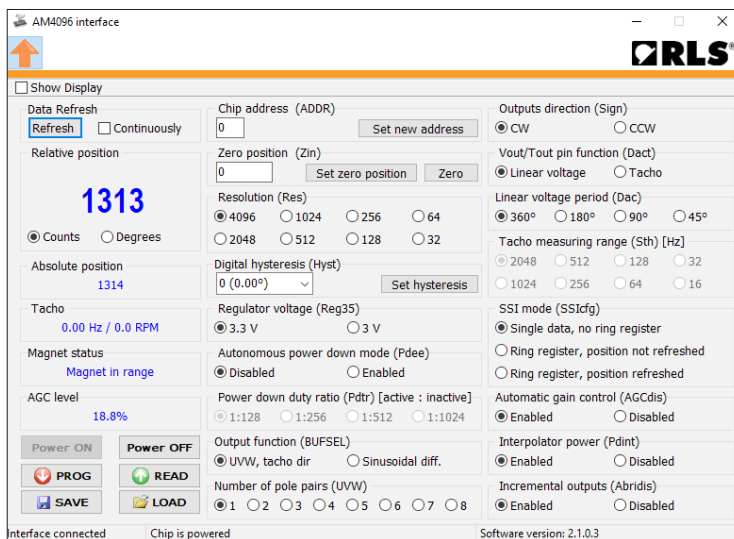 AM4096 interface
RLS®
Show Display
Data Refresh
Refresh Continuously
Relative position
1313
Counts Degrees
Absolute position
1314
Tacho
0.00 Hz / 0.0 RPM
Magnet status
Magnet in range
AGC level
18.8%
Power ON Power OFF
PROG READ
SAVE LOAD
Chip address (ADDR)
0 Set new address
Zero position (Zin)
0 Set zero position Zero
Resolution (Res)
4096 1024 256 64
2048 512 128 32
Digital hysteresis (Hyst)
0 (0.00º) Set hysteresis
Regulator voltage (Reg35)
3.3 V 3 V
Autonomous power down mode (Pdee)
Disabled Enabled
Power down duty ratio (Pdtr) [active : inactive]
1:128 1:256 1:512 1:1024
Output function (BUFSEL)
UVW, tacho dir Sinusoidal diff.
Number of pole pairs (UVW)
1 2 3 4 5 6 7 8
Outputs direction (Sign)
CW CCW
Vout/Tout pin function (Dact)
Linear voltage Tacho
Linear voltage period (Dac)
360º 180º 90º 45º
Tacho measuring range (Sth) [Hz]
2048 512 128 32
1024 256 64 16
SSI mode (SSIcfg)
Single data, no ring register
Ring register, position not refreshed
Ring register, position refreshed
Automatic gain control (AGCdis)
Enabled Disabled
Interpolator power (Pdint)
Enabled Disabled
Incremental outputs (Abridis)
Enabled Disabled
Interface connected Chip is powered Software version: 2.1.0.3